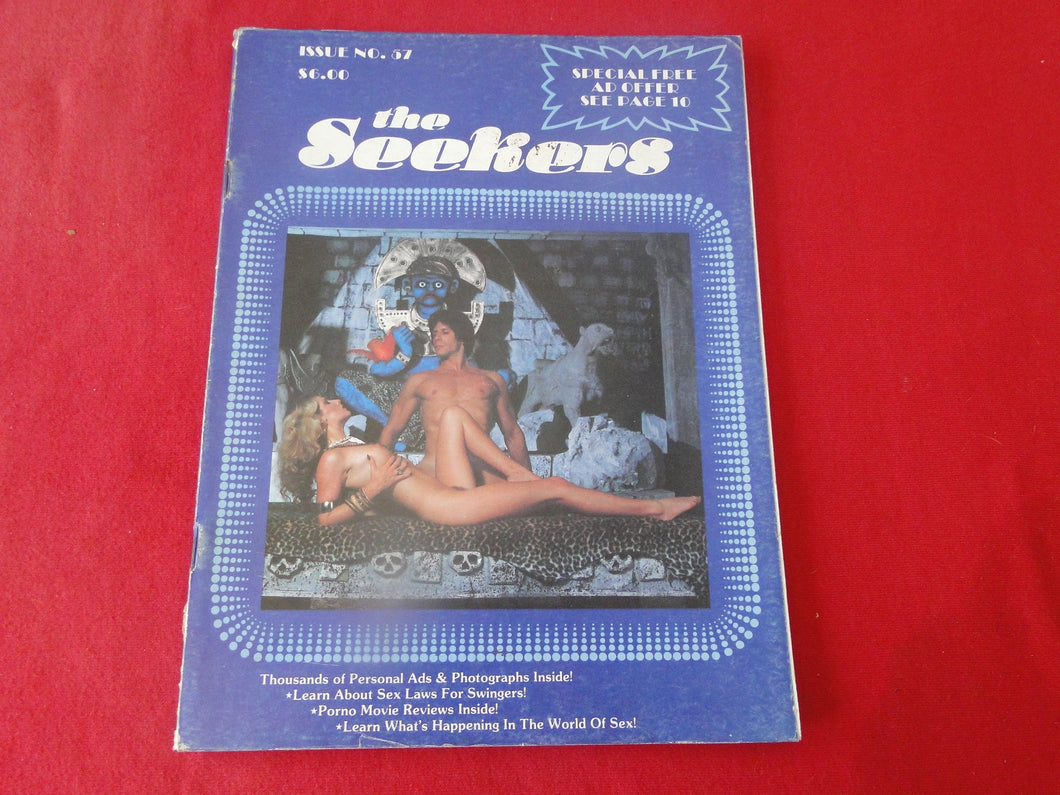 ISSUE NO. 57
$6.00
SPECIAL FREE
AD OFFER
SEE PAGE 10
the
Seekers
Thousands of Personal Ads & Photographs Inside!
★Learn About Sex Laws For Swingers!
★Porno Movie Reviews Inside!
★Learn What's Happening In The World Of Sex!